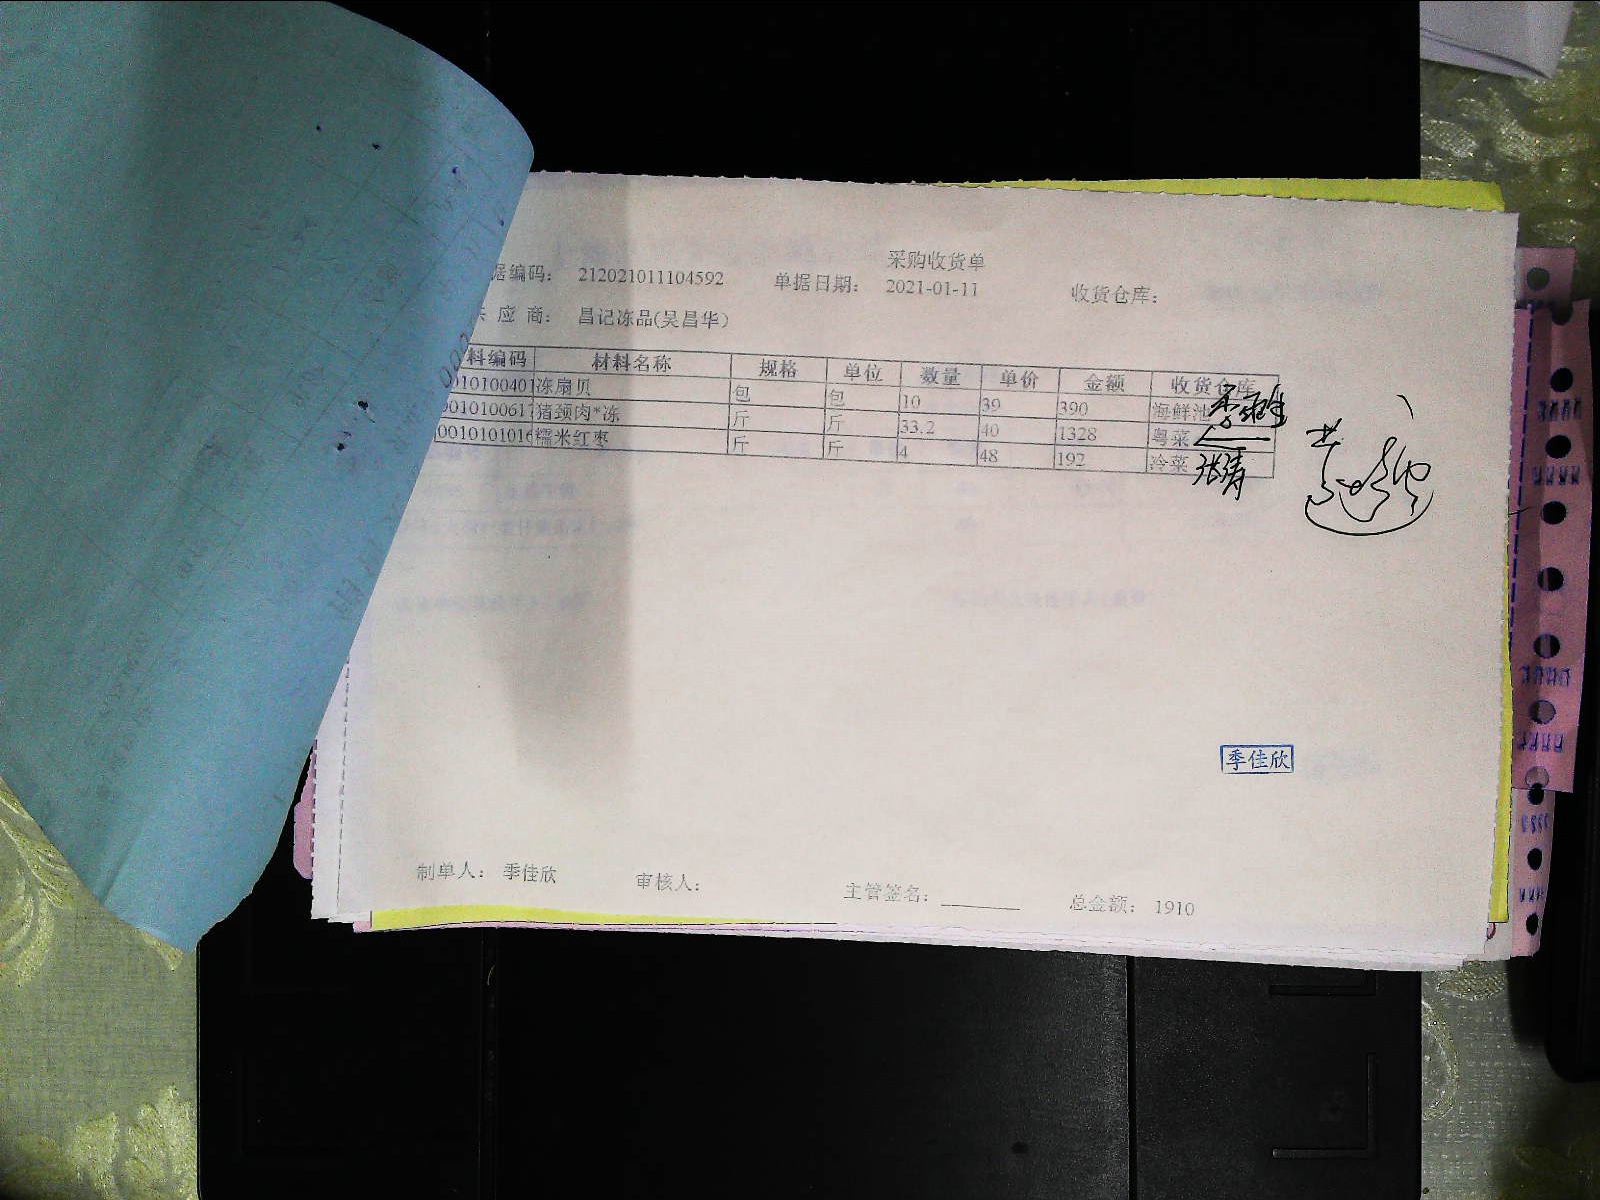 采购收货单
据编码： 212021011104592 单据日期： 2021-01-11 收货仓库：
应 商： 昌记冻品(吴昌华)
料编码 材料名称 规格 单位 数量 单价 金额 收货仓库
010100401 冻扇贝 包 包 10 39 390 海鲜池
0010100617 猪颈肉*冻 斤 斤 33.2 40 1328 粤菜
00010101016 糯米红枣 斤 斤 4 48 192 冷菜 张涛
季佳欣
制单人： 季佳欣 审核人： 主管签名：________ 总金额： 1910